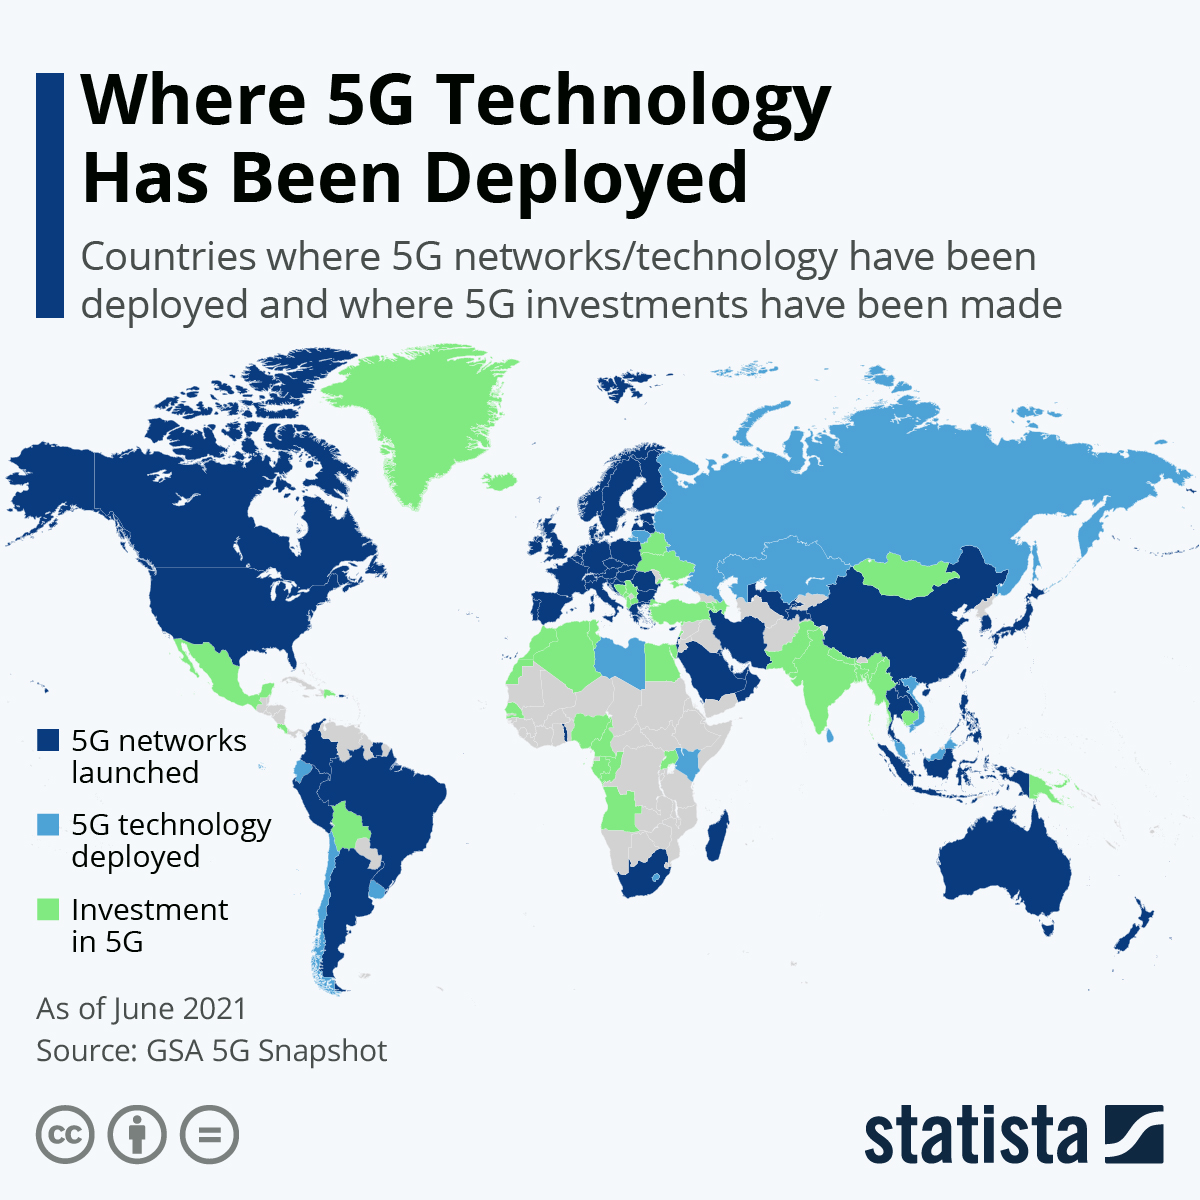 Where 5G Technology
Has Been Deployed
Countries where 5G networks/technology have been
deployed and where 5G investments have been made
5G networks
launched
5G technology
deployed
Investment
in 5G
As of June 2021
Source: GSA 5G Snapshot
cc
statista